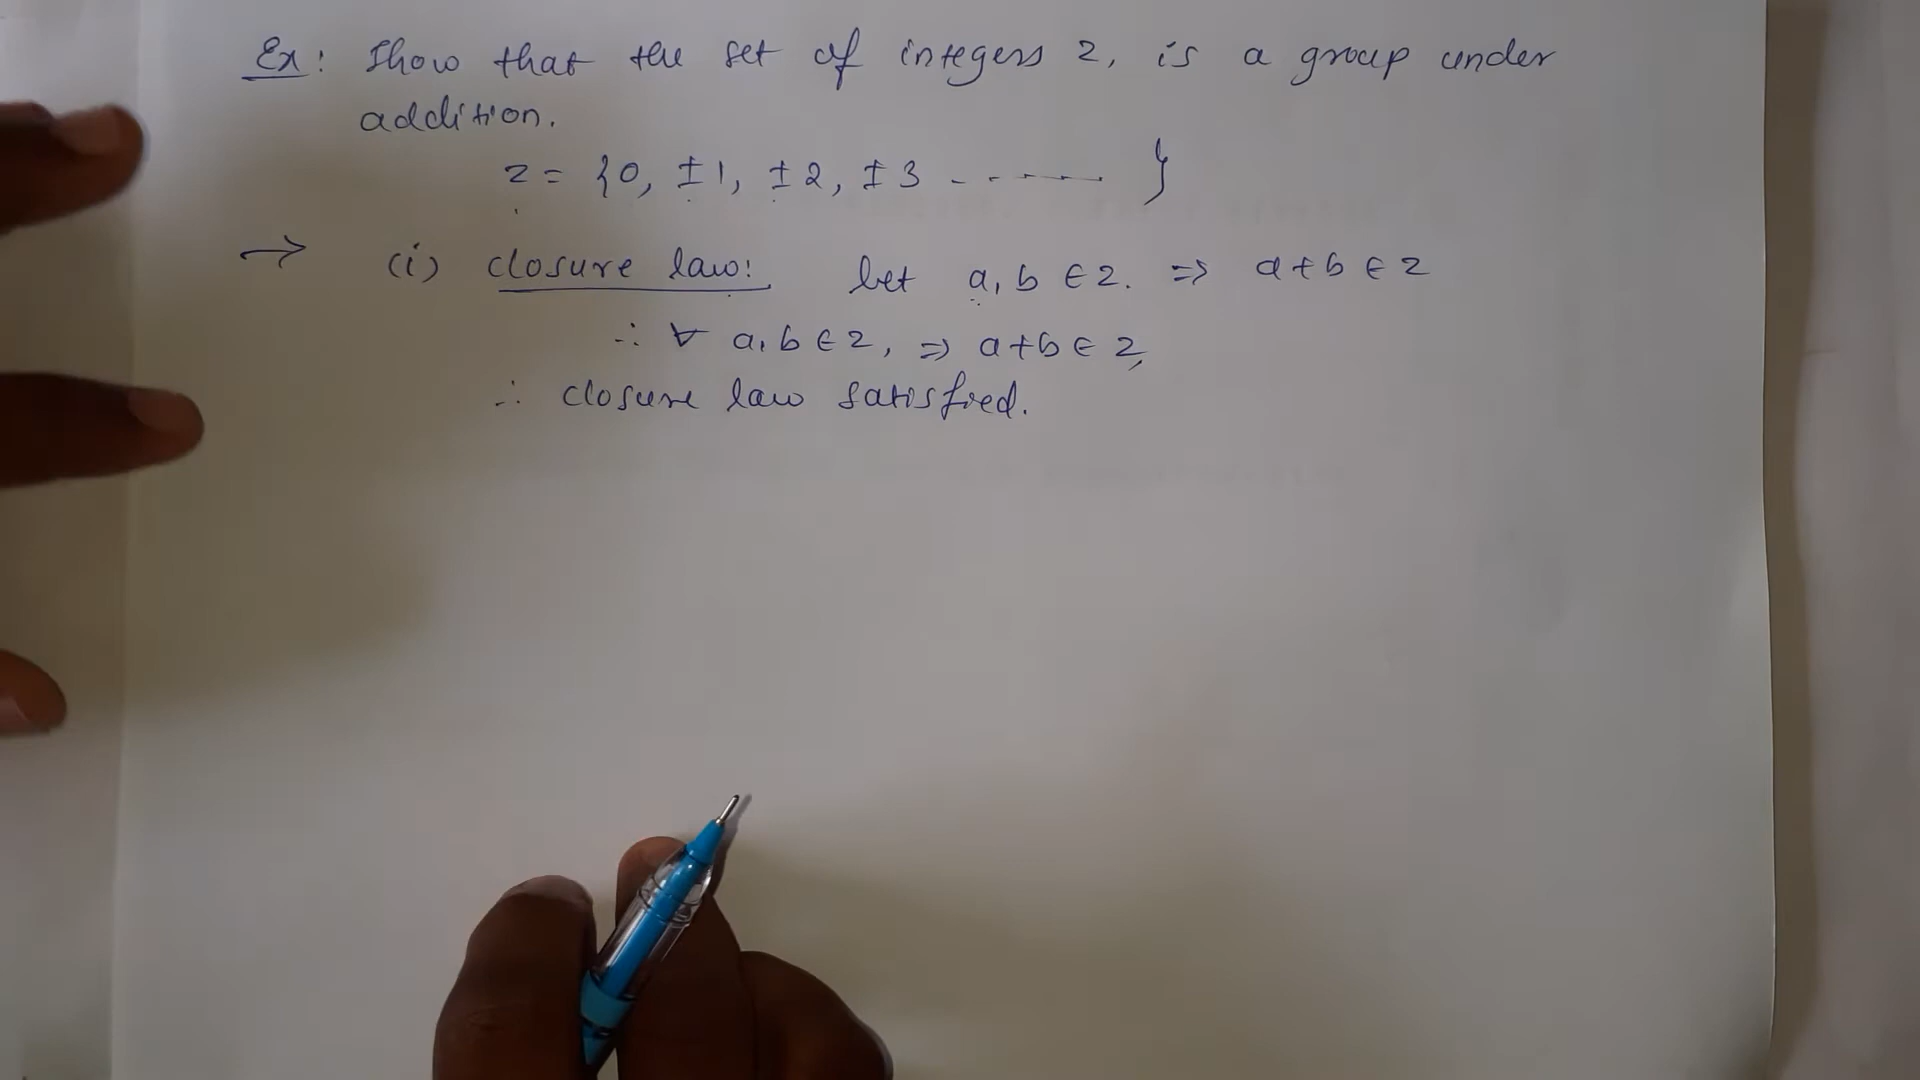 Ex: Show that the set of integers z, is a group under
addition.
z = {0, ±1, ±2, ±3 - - - - - - }
→ (i) closure law: let a, b ∈ z. ⇒ a+b ∈ z
∴ ∀ a, b ∈ z, ⇒ a+b ∈ z,
∴ closure law satisfied.